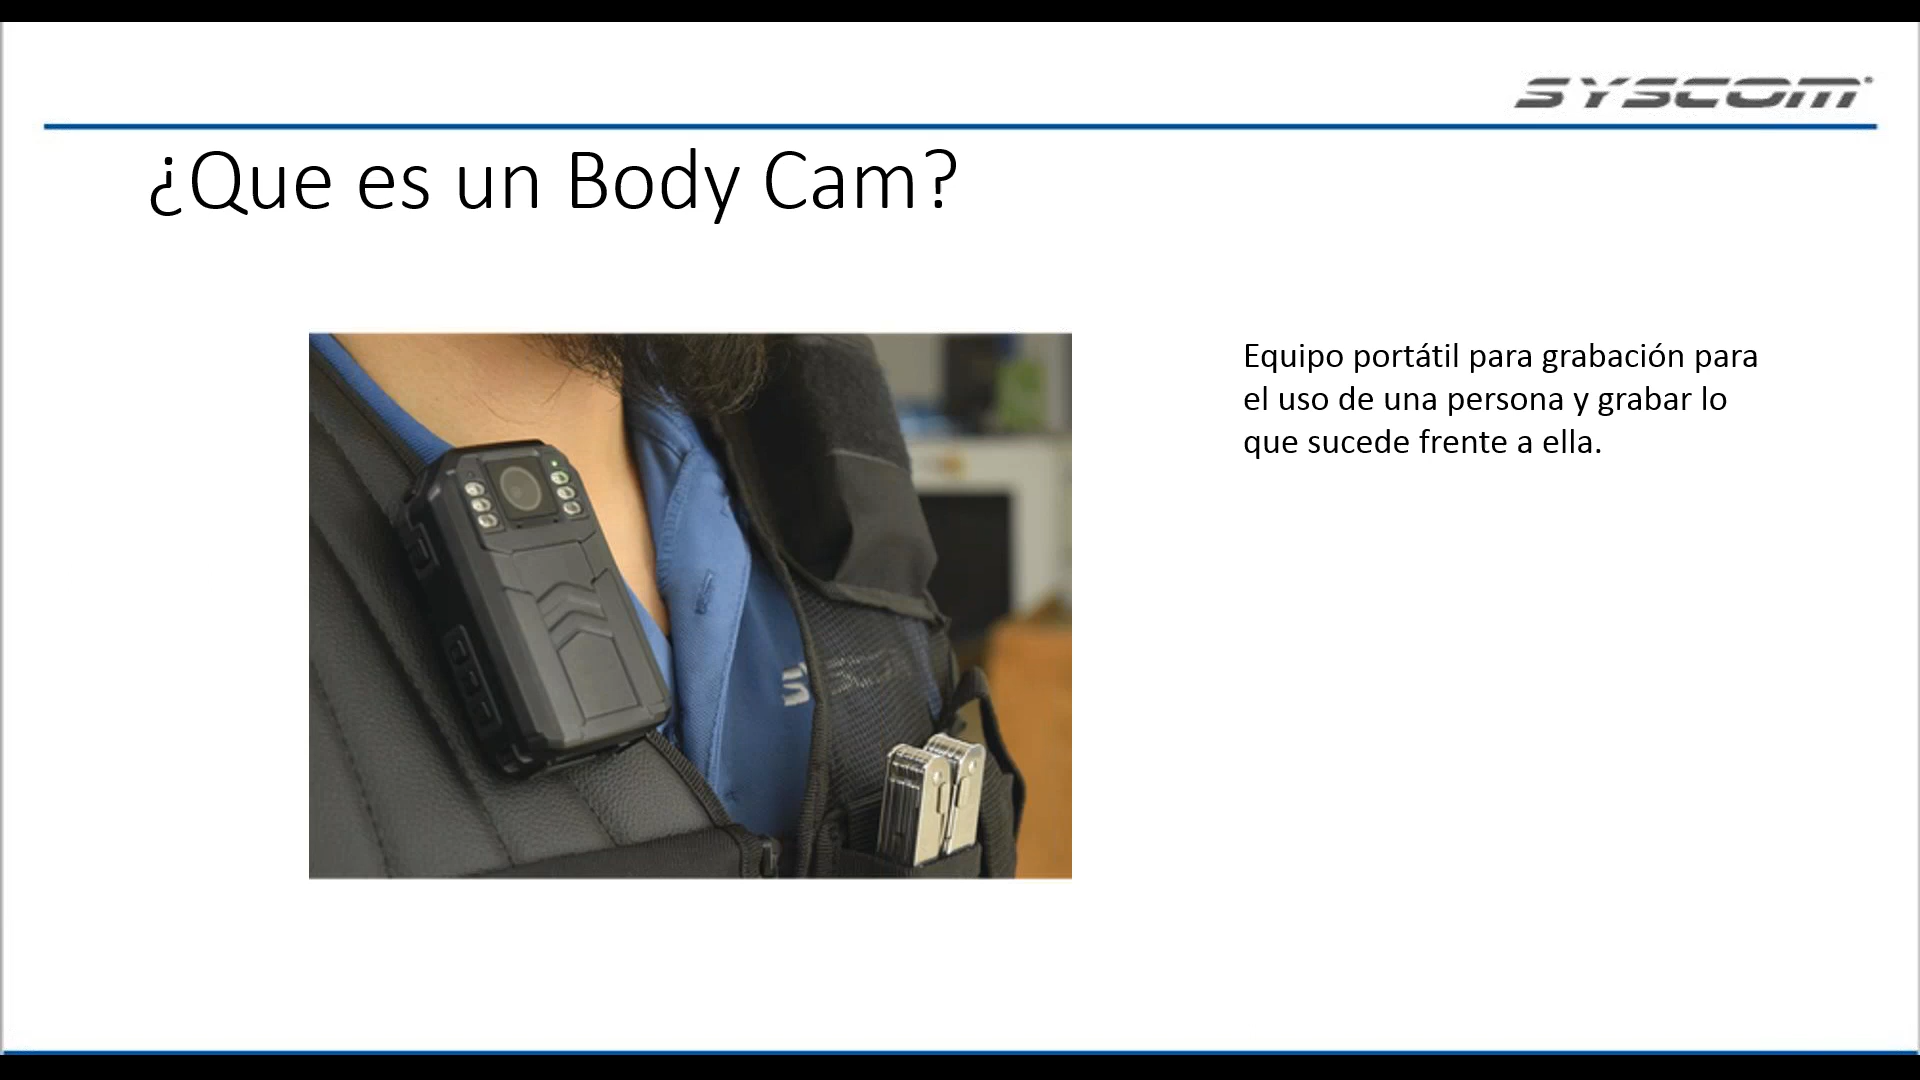 SYSCOM®
¿Que es un Body Cam?
Equipo portátil para grabación para
el uso de una persona y grabar lo
que sucede frente a ella.
SY